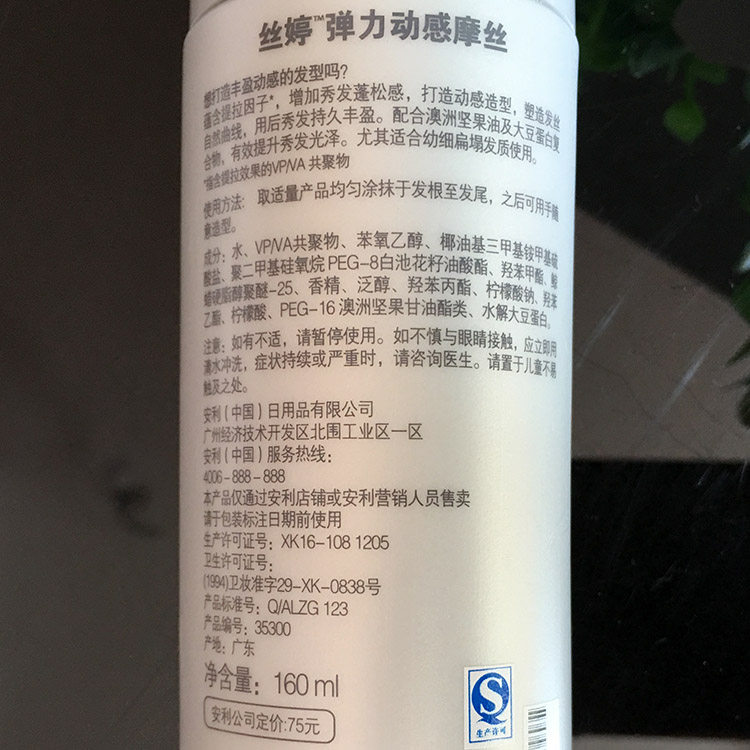 丝婷™弹力动感摩丝
想打造丰盈动感的发型吗?
蕴含提拉因子*，增加秀发蓬松感，打造动感造型，塑造发丝
自然曲线，用后秀发持久丰盈。配合澳洲坚果油及大豆蛋白复
合物，有效提升秀发光泽。尤其适合幼细扁塌发质使用。
*指含提拉效果的VP/VA 共聚物
使用方法: 取适量产品均匀涂抹于发根至发尾，之后可用手随
意造型。
成分: 水、VP/VA共聚物、苯氧乙醇、椰油基三甲基铵甲基硫
酸盐、聚二甲基硅氧烷 PEG-8白池花籽油酸酯、羟苯甲酯、鲸
蜡硬脂醇聚醚-25、香精、泛醇、羟苯丙酯、柠檬酸钠、羟苯
乙酯、柠檬酸、PEG-16 澳洲坚果甘油酯类、水解大豆蛋白。
注意: 如有不适，请暂停使用。如不慎与眼睛接触，应立即用
清水冲洗，症状持续或严重时，请咨询医生。请置于儿童不易
触及之处。
安利（中国）日用品有限公司
广州经济技术开发区北围工业区一区
安利（中国）服务热线:
4006-888-888
本产品仅通过安利店铺或安利营销人员售卖
请于包装标注日期前使用
生产许可证号: XK16-108 1205
卫生许可证号:
(1994)卫妆准字29-XK-0838号
产品标准号: Q/ALZG 123
产品编号: 35300
产地: 广东
净含量: 160 ml
安利公司定价:75元
生产许可